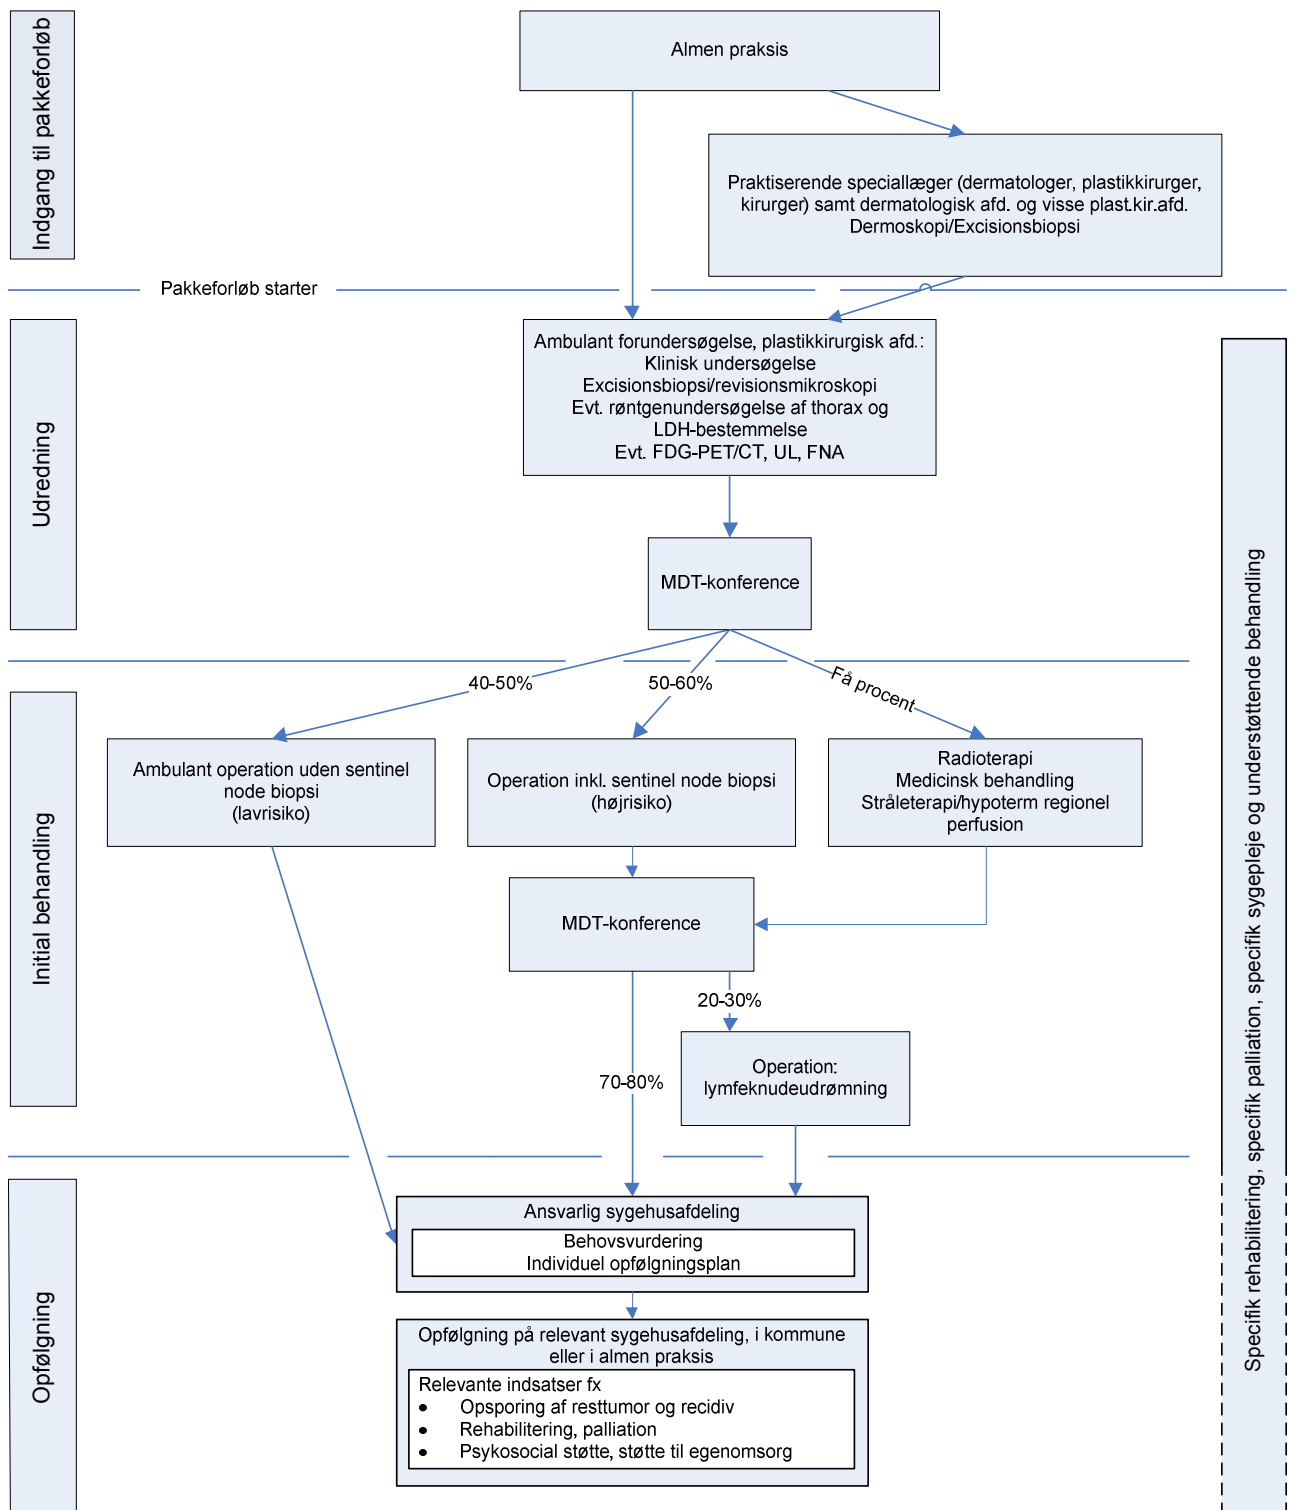 Indgang til pakkeforløb
Almen praksis
Praktiserende speciallæger (dermatologer, plastikkirurger,
kirurger) samt dermatologisk afd. og visse plast.kir.afd.
Dermoskopi/Excisionsbiopsi
Pakkeforløb starter
Udredning
Ambulant forundersøgelse, plastikkirurgisk afd.:
Klinisk undersøgelse
Excisionsbiopsi/revisionsmikroskopi
Evt. røntgenundersøgelse af thorax og
LDH-bestemmelse
Evt. FDG-PET/CT, UL, FNA
MDT-konference
40-50%
50-60%
Få procent
Initial behandling
Ambulant operation uden sentinel
node biopsi
(lavrisiko)
Operation inkl. sentinel node biopsi
(højrisiko)
Radioterapi
Medicinsk behandling
Stråleterapi/hypoterm regionel
perfusion
MDT-konference
20-30%
70-80%
Operation:
lymfeknudeudrømning
Opfølgning
Ansvarlig sygehusafdeling
Behovsvurdering
Individuel opfølgningsplan
Opfølgning på relevant sygehusafdeling, i kommune
eller i almen praksis
Relevante indsatser fx
• Opsporing af resttumor og recidiv
• Rehabilitering, palliation
• Psykosocial støtte, støtte til egenomsorg
Specifik rehabilitering, specifik palliation, specifik sygepleje og understøttende behandling